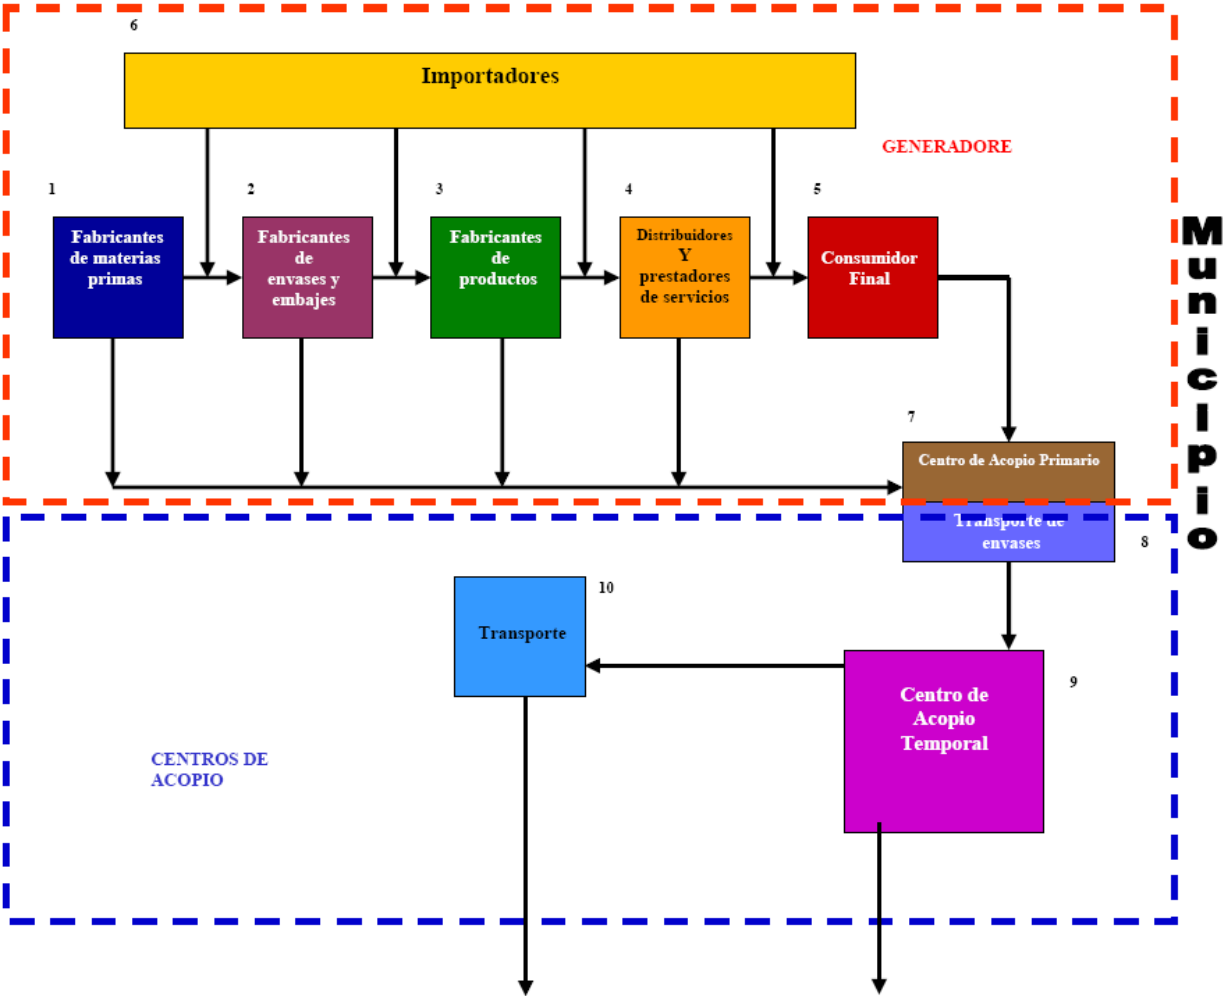 6
Importadores
GENERADORE
1
2
3
4
5
Fabricantes
de materias
primas
Fabricantes
de
envases y
embajes
Fabricantes
de
productos
Distribuidores
Y
prestadores
de servicios
Consumidor
Final
MunicIpio
7
Centro de Acopio Primario
Transporte de
envases
8
10
Transporte
9
Centro de
Acopio
Temporal
CENTROS DE
ACOPIO